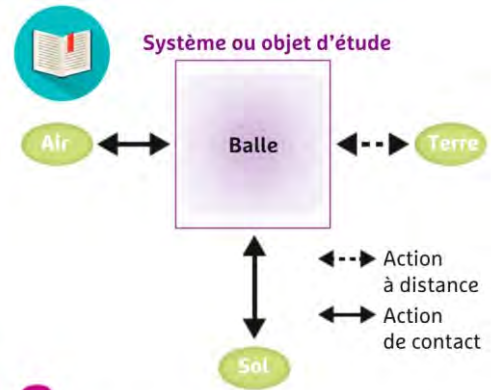 Système ou objet d’étude
Air
Balle
Terre
Action
à distance
Action
de contact
Sol